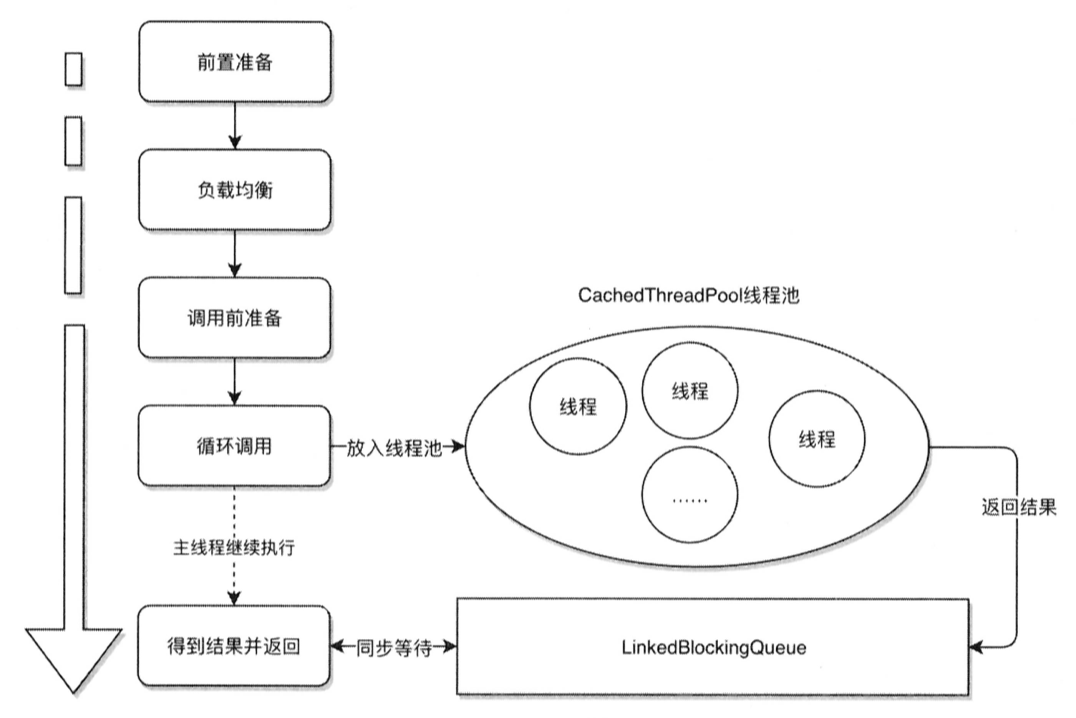 前置准备
负载均衡
调用前准备
CachedThreadPool线程池
线程
线程
线程
循环调用
放入线程池
……
返回结果
主线程继续执行
得到结果并返回
同步等待
LinkedBlockingQueue